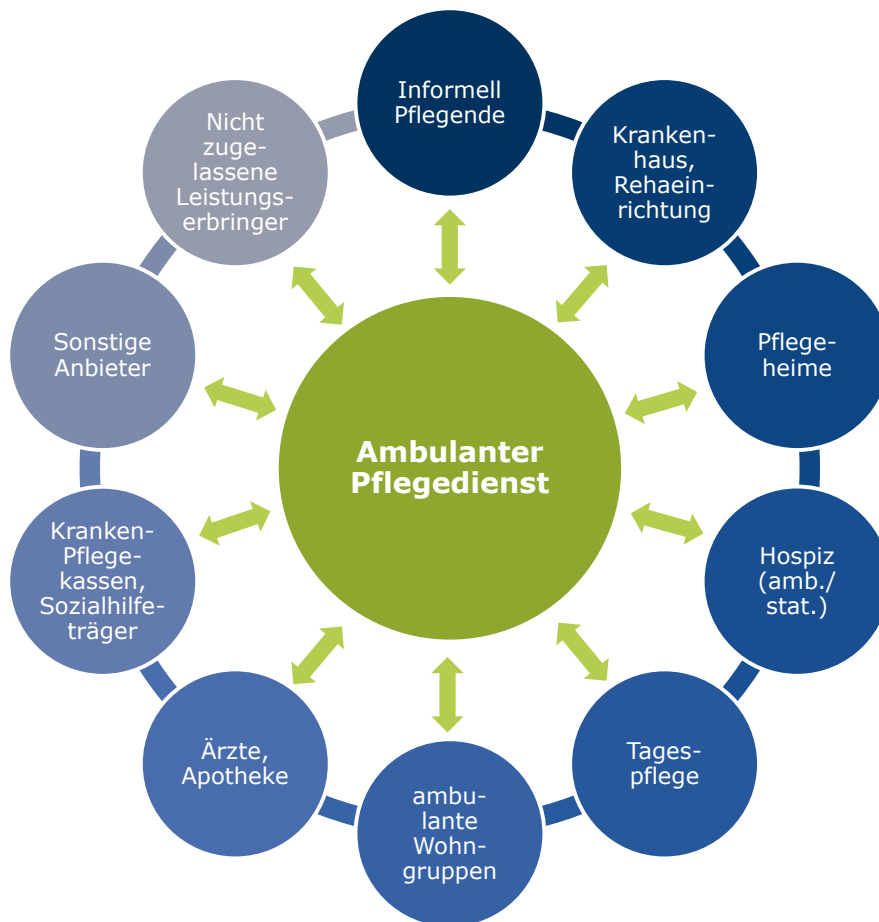 Informell
Pflegende
Kranken-
haus,
Rehaein-
richtung
Pflege-
heime
Hospiz
(amb./
stat.)
Tages-
pflege
ambu-
lante
Wohn-
gruppen
Ärzte,
Apotheke
Kranken-
Pflege-
kassen,
Sozialhilfe-
träger
Sonstige
Anbieter
Nicht
zuge-
lassene
Leistungs-
erbringer
Ambulanter
Pflegedienst